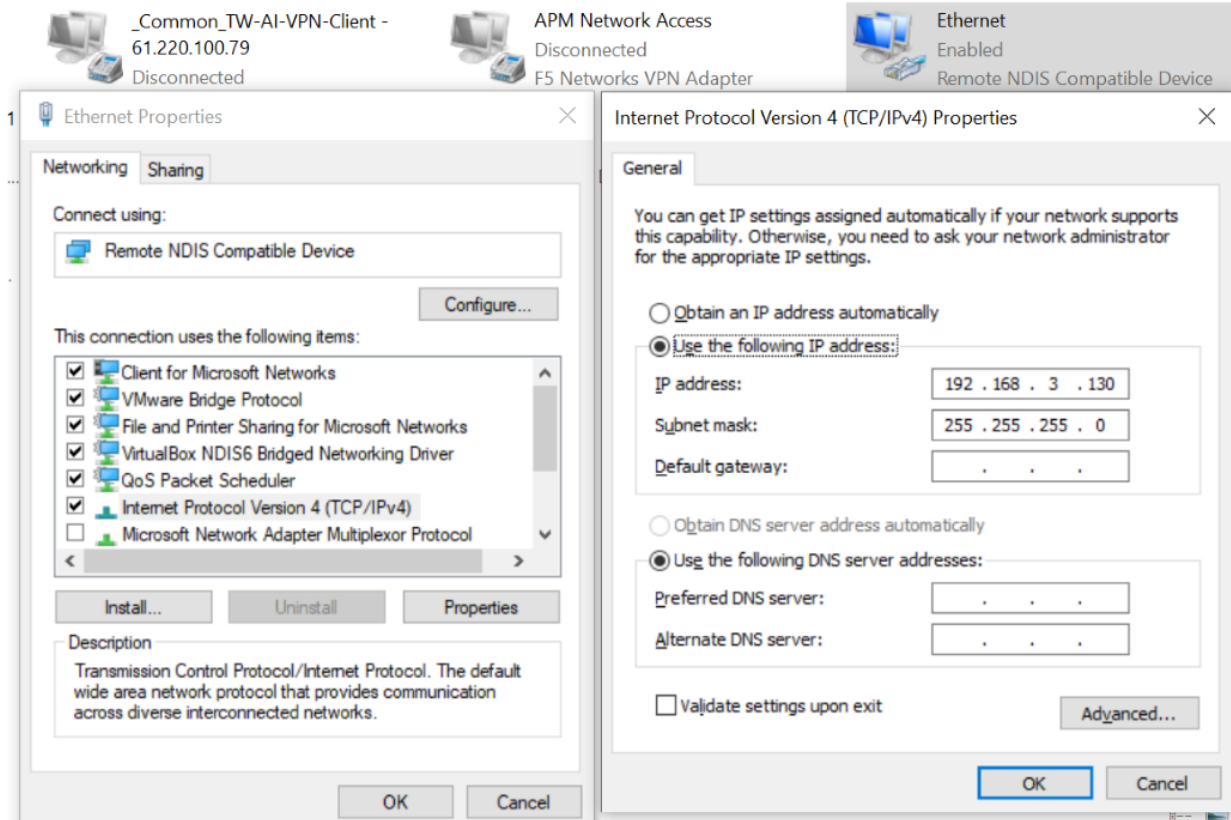 _Common_TW-AI-VPN-Client -
61.220.100.79
Disconnected
APM Network Access
Disconnected
F5 Networks VPN Adapter
Ethernet
Enabled
Remote NDIS Compatible Device
1
...
Ethernet Properties
Networking
Sharing
Connect using:
Remote NDIS Compatible Device
Configure...
This connection uses the following items:
Client for Microsoft Networks
VMware Bridge Protocol
File and Printer Sharing for Microsoft Networks
VirtualBox NDIS6 Bridged Networking Driver
QoS Packet Scheduler
Internet Protocol Version 4 (TCP/IPv4)
Microsoft Network Adapter Multiplexor Protocol
Install...
Uninstall
Properties
Description
Transmission Control Protocol/Internet Protocol. The default
wide area network protocol that provides communication
across diverse interconnected networks.
OK
Cancel
Internet Protocol Version 4 (TCP/IPv4) Properties
General
You can get IP settings assigned automatically if your network supports
this capability. Otherwise, you need to ask your network administrator
for the appropriate IP settings.
Obtain an IP address automatically
Use the following IP address:
IP address:
192 . 168 . 3 . 130
Subnet mask:
255 . 255 . 255 . 0
Default gateway:
. . .
Obtain DNS server address automatically
Use the following DNS server addresses:
Preferred DNS server:
. . .
Alternate DNS server:
. . .
Validate settings upon exit
Advanced...
OK
Cancel